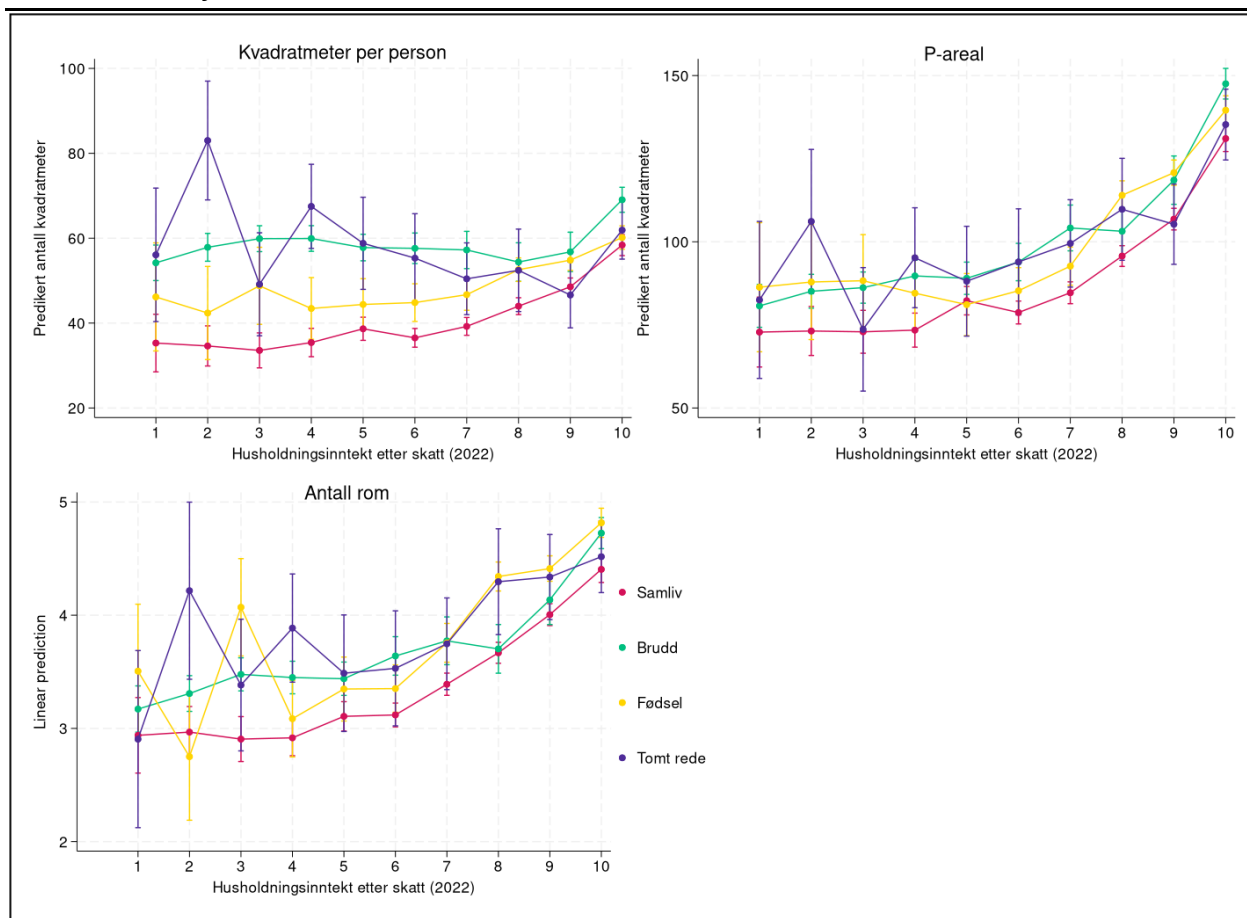 Kvadratmeter per person
100
80
60
40
20
Predikert antall kvadratmeter
1 2 3 4 5 6 7 8 9 10
Husholdningsinntekt etter skatt (2022)
P-areal
150
100
50
Predikert antall kvadratmeter
1 2 3 4 5 6 7 8 9 10
Husholdningsinntekt etter skatt (2022)
Antall rom
5
4
3
2
Linear prediction
1 2 3 4 5 6 7 8 9 10
Husholdningsinntekt etter skatt (2022)
Samliv
Brudd
Fødsel
Tomt rede